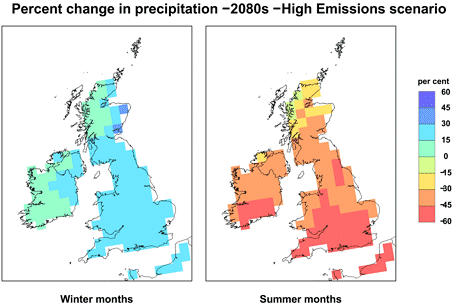 Percent change in precipitation −2080s −High Emissions scenario
per cent
60
45
30
15
0
-15
-30
-45
-60
Winter months
Summer months